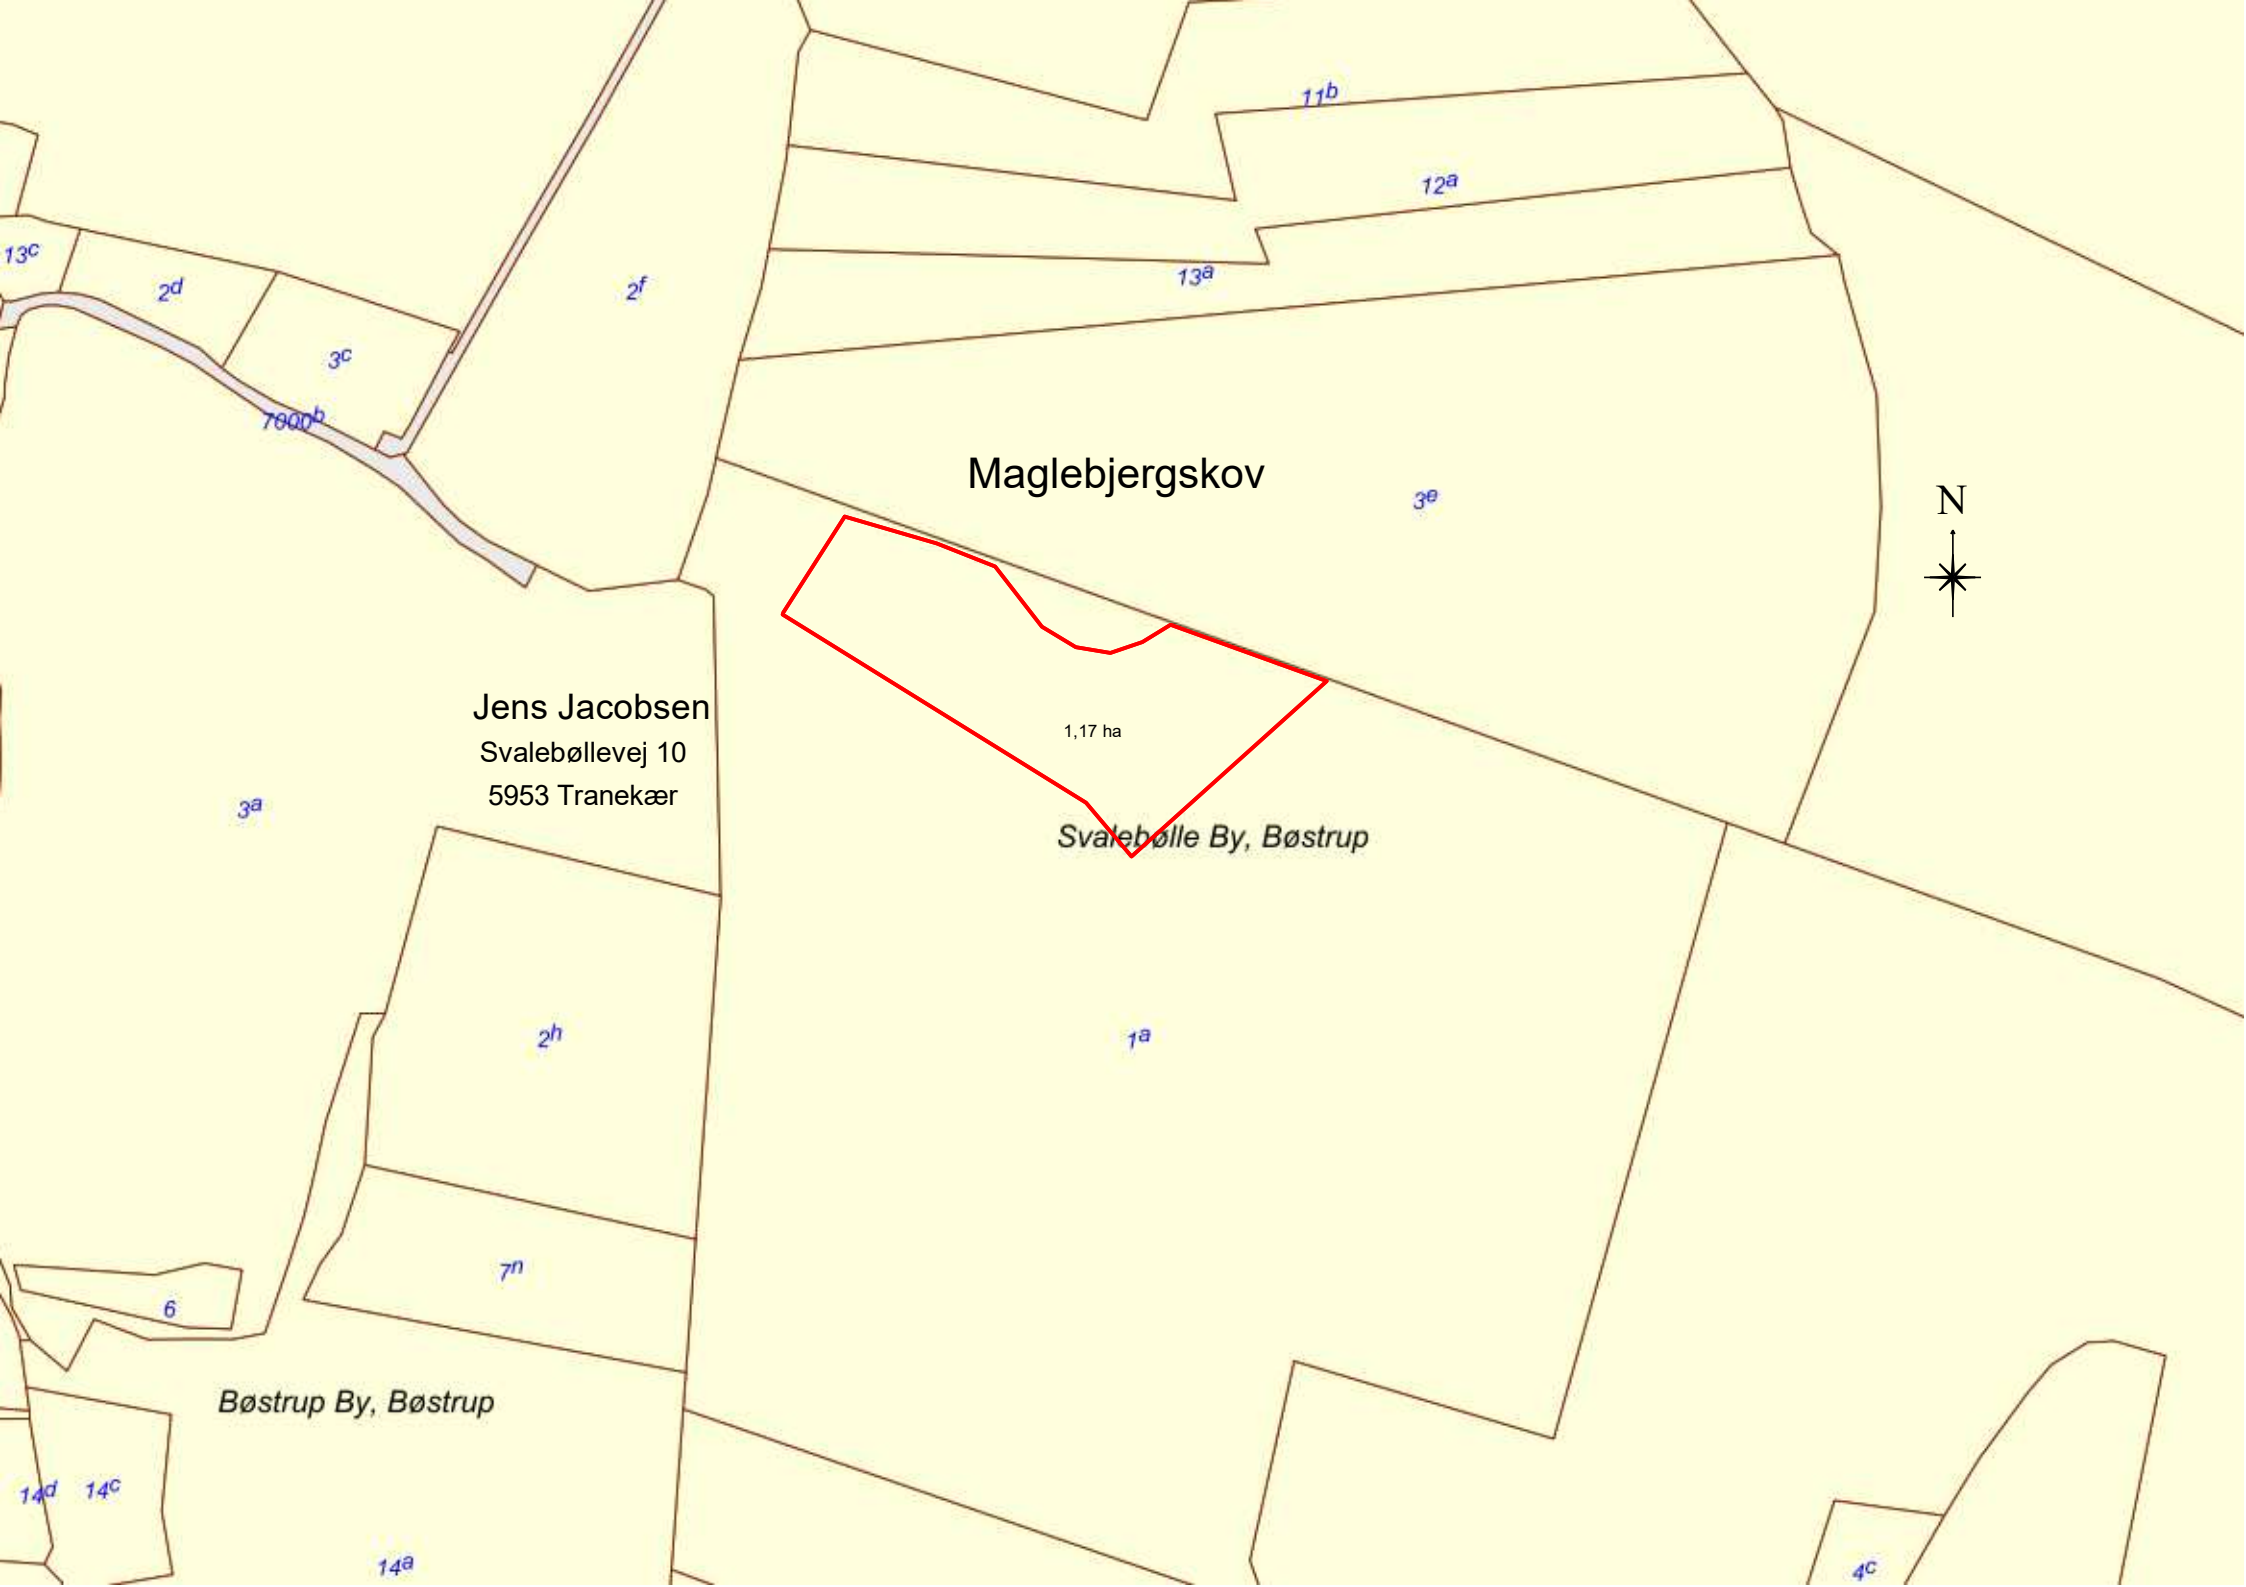 11b
12a
13c
13a
2d
2f
3c
7000b
Maglebjergskov
3e
N
Jens Jacobsen
Svalebøllevej 10
5953 Tranekær
1,17 ha
3a
Svalebølle By, Bøstrup
2h
1a
7n
6
Bøstrup By, Bøstrup
14d
14c
14a
4c